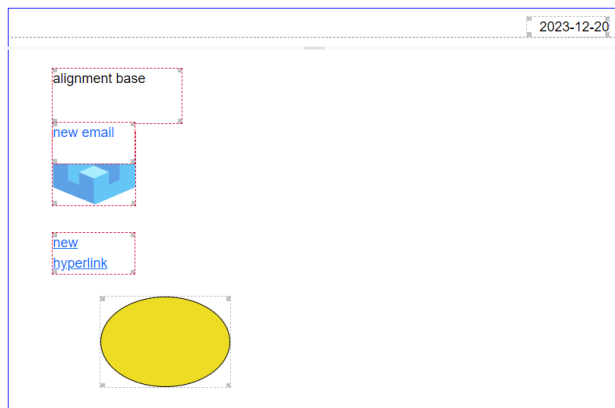 2023-12-20
alignment base
new email
new
hyperlink